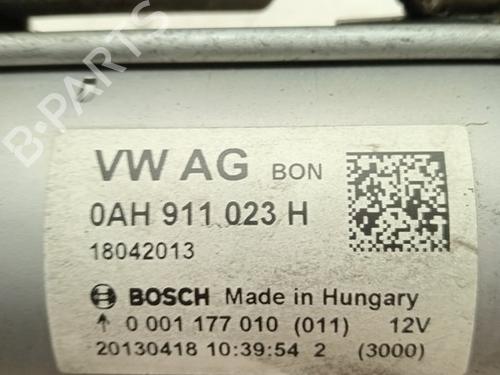 B-PARTS
VW AG BON
0AH 911 023 H
18042013
BOSCH Made in Hungary
0 001 177 010 (011) 12V
20130418 10:39:54 2 (3000)